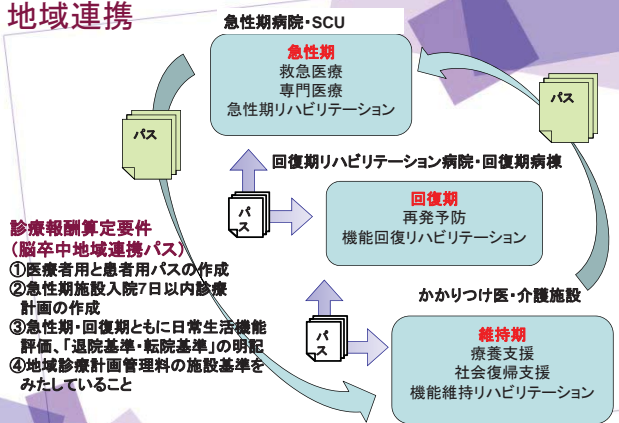 地域連携
急性期病院・SCU
急性期
救急医療
専門医療
急性期リハビリテーション
パス
パス
回復期リハビリテーション病院・回復期病棟
パ
ス
回復期
再発予防
機能回復リハビリテーション
診療報酬算定要件
（脳卒中地域連携パス）
①医療者用と患者用パスの作成
②急性期施設入院7日以内診療
計画の作成
③急性期・回復期ともに日常生活機能
評価、「退院基準・転院基準」の明記
④地域診療計画管理料の施設基準を
みたしていること
かかりつけ医・介護施設
パ
ス
維持期
療養支援
社会復帰支援
機能維持リハビリテーション